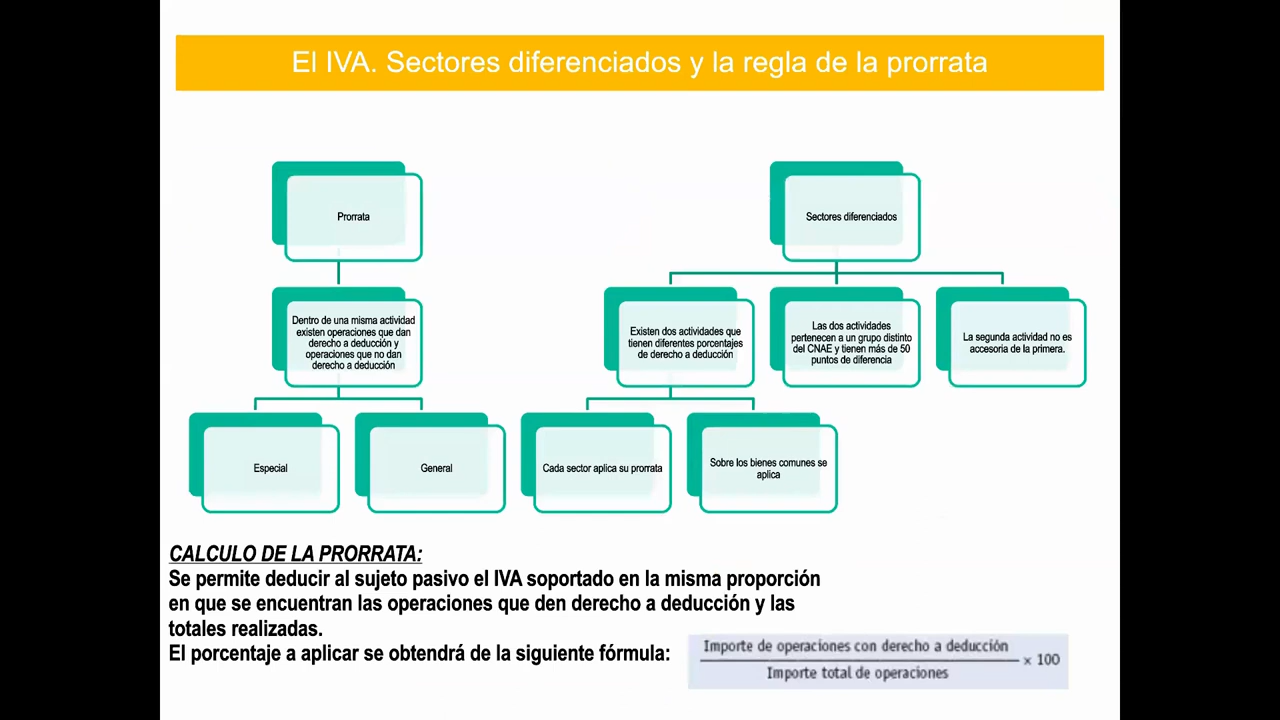 El IVA. Sectores diferenciados y la regla de la prorrata
Prorrata
Sectores diferenciados
Dentro de una misma actividad
existen operaciones que dan
derecho a deducción y
operaciones que no dan
derecho a deducción
Existen dos actividades que
tienen diferentes porcentajes
de derecho a deducción
Las dos actividades
pertenecen a un grupo distinto
del CNAE y tienen más de 50
puntos de diferencia
La segunda actividad no es
accesoria de la primera.
Especial
General
Cada sector aplica su prorrata
Sobre los bienes comunes se
aplica
CALCULO DE LA PRORRATA:
Se permite deducir al sujeto pasivo el IVA soportado en la misma proporción
en que se encuentran las operaciones que den derecho a deducción y las
totales realizadas.
El porcentaje a aplicar se obtendrá de la siguiente fórmula:
Importe de operaciones con derecho a deducción
Importe total de operaciones
× 100